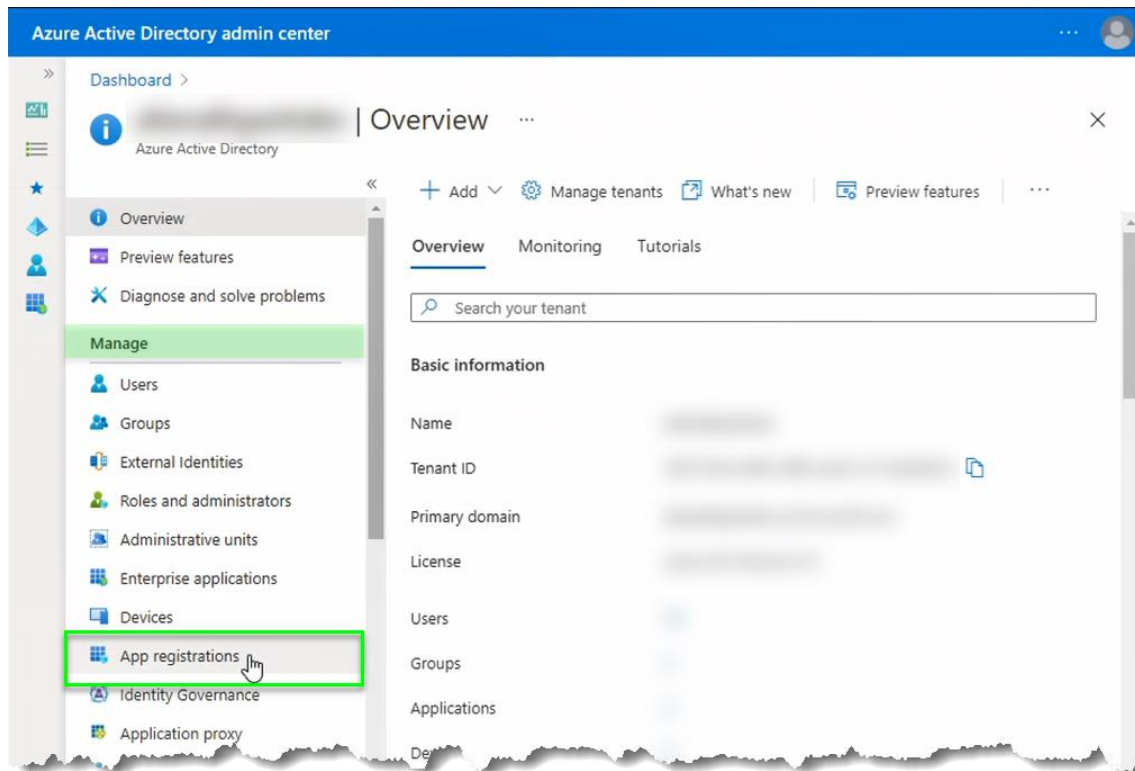 Azure Active Directory admin center
Dashboard >
| Overview
Azure Active Directory
Overview
Preview features
Diagnose and solve problems
Manage
Users
Groups
External Identities
Roles and administrators
Administrative units
Enterprise applications
Devices
App registrations
Identity Governance
Application proxy
Add
Manage tenants
What's new
Preview features
Overview
Monitoring
Tutorials
Search your tenant
Basic information
Name
Tenant ID
Primary domain
License
Users
Groups
Applications